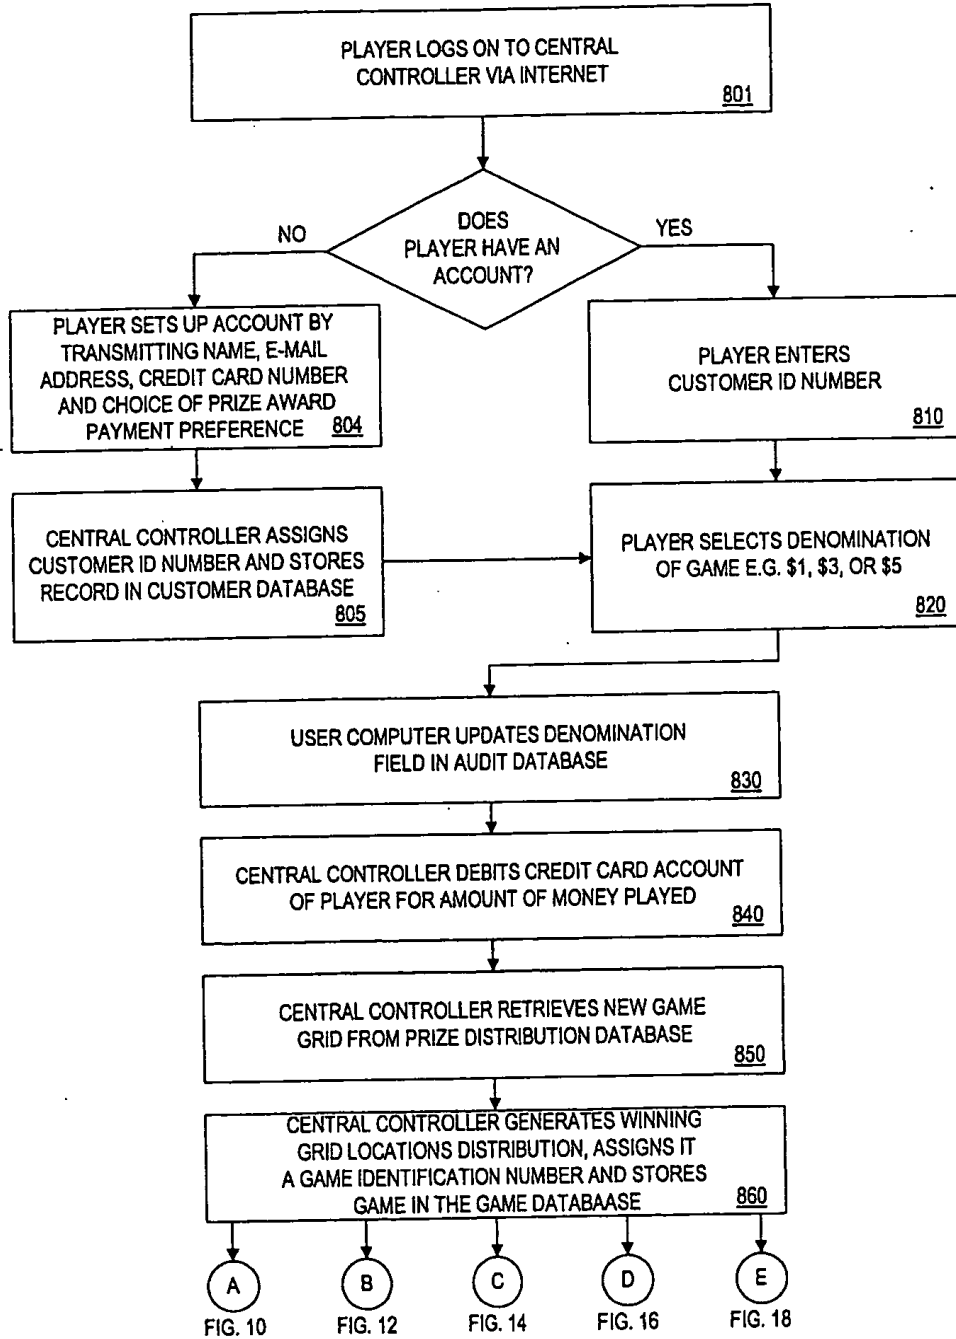 PLAYER LOGS ON TO CENTRAL
CONTROLLER VIA INTERNET
801
DOES
PLAYER HAVE AN
ACCOUNT?
NO
YES
PLAYER SETS UP ACCOUNT BY
TRANSMITTING NAME, E-MAIL
ADDRESS, CREDIT CARD NUMBER
AND CHOICE OF PRIZE AWARD
PAYMENT PREFERENCE 804
PLAYER ENTERS
CUSTOMER ID NUMBER
810
CENTRAL CONTROLLER ASSIGNS
CUSTOMER ID NUMBER AND STORES
RECORD IN CUSTOMER DATABASE
805
PLAYER SELECTS DENOMINATION
OF GAME E.G. $1, $3, OR $5
820
USER COMPUTER UPDATES DENOMINATION
FIELD IN AUDIT DATABASE
830
CENTRAL CONTROLLER DEBITS CREDIT CARD ACCOUNT
OF PLAYER FOR AMOUNT OF MONEY PLAYED
840
CENTRAL CONTROLLER RETRIEVES NEW GAME
GRID FROM PRIZE DISTRIBUTION DATABASE
850
CENTRAL CONTROLLER GENERATES WINNING
GRID LOCATIONS DISTRIBUTION, ASSIGNS IT
A GAME IDENTIFICATION NUMBER AND STORES
GAME IN THE GAME DATABAASE
860
A
B
C
D
E
FIG. 10
FIG. 12
FIG. 14
FIG. 16
FIG. 18